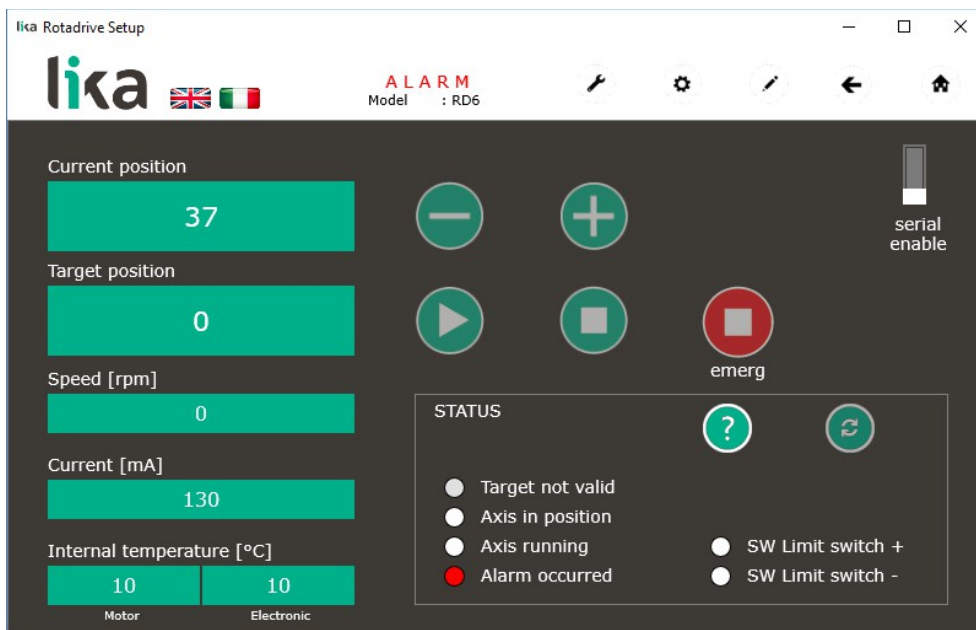 lika Rotadrive Setup
lika
ALARM
Model : RD6
Current position
37
Target position
0
Speed [rpm]
0
Current [mA]
130
Internal temperature [°C]
10 10
Motor Electronic
serial
enable
emerg
STATUS
?
Target not valid
Axis in position
Axis running
Alarm occurred
SW Limit switch +
SW Limit switch -